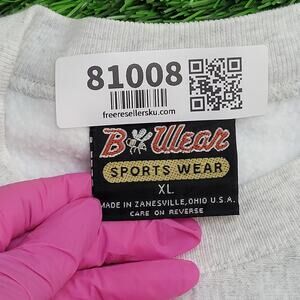 81008
freeresellersku.com
B Wear
SPORTS WEAR
XL
MADE IN ZANESVILLE, OHIO U.S.A.
CARE ON REVERSE